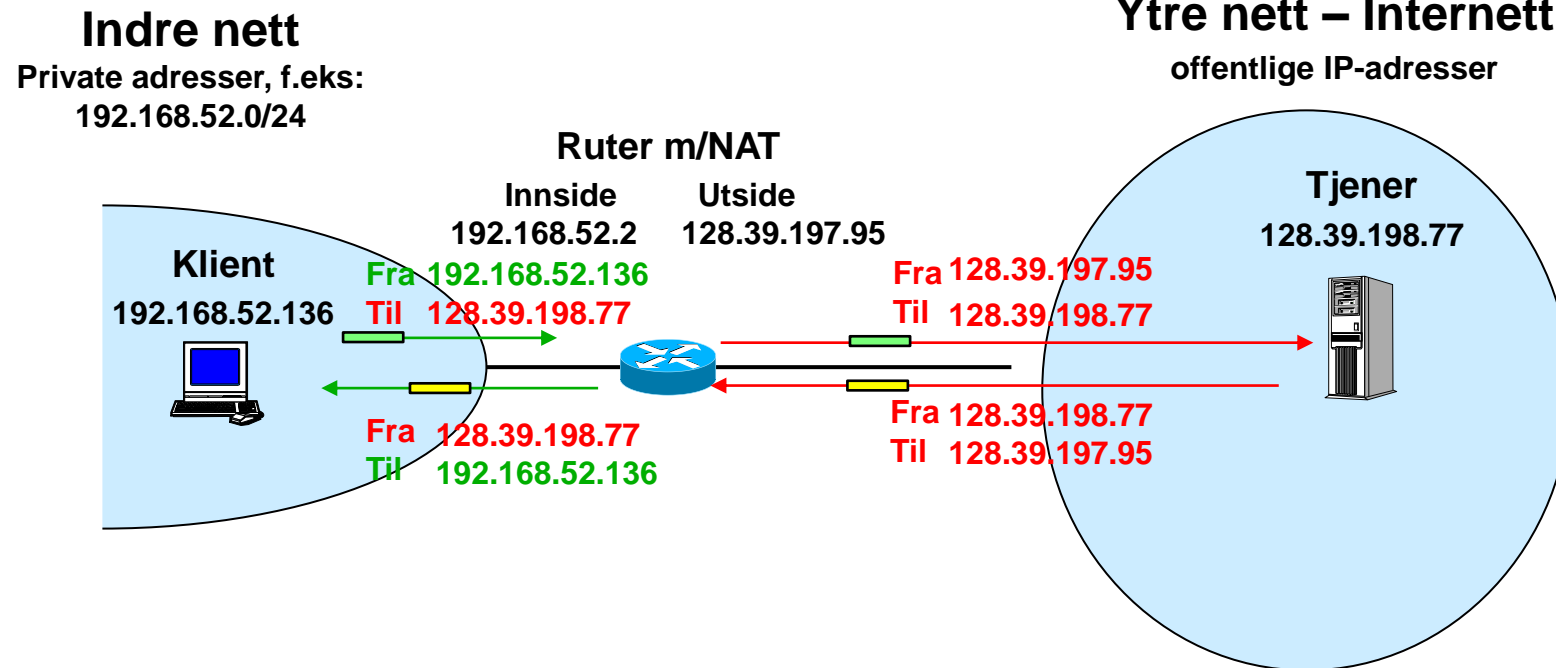 Indre nett
Private adresser, f.eks:
192.168.52.0/24
Ytre nett – Internett
offentlige IP-adresser
Ruter m/NAT
Innside Utside
192.168.52.2 128.39.197.95
Klient
192.168.52.136
Fra 192.168.52.136
Til 128.39.198.77
Fra 128.39.197.95
Til 128.39.198.77
Tjener
128.39.198.77
Fra 128.39.198.77
Til 192.168.52.136
Fra 128.39.198.77
Til 128.39.197.95